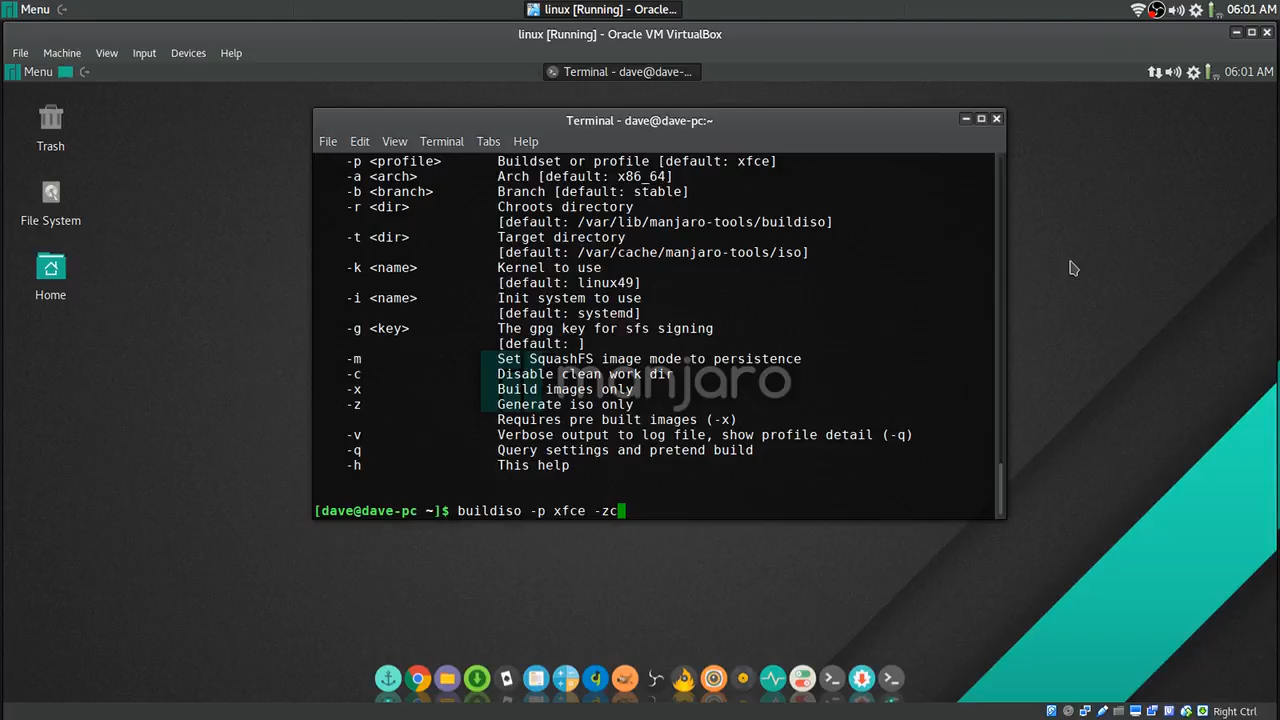 Menu
linux [Running] - Oracle...
06:01 AM
linux [Running] - Oracle VM VirtualBox
File Machine View Input Devices Help
Menu
Terminal - dave@dave-...
06:01 AM
Trash
File System
Home
Terminal - dave@dave-pc:~
File Edit View Terminal Tabs Help
-p <profile> Buildset or profile [default: xfce]
-a <arch> Arch [default: x86_64]
-b <branch> Branch [default: stable]
-r <dir> Chroots directory
[default: /var/lib/manjaro-tools/buildiso]
-t <dir> Target directory
[default: /var/cache/manjaro-tools/iso]
-k <name> Kernel to use
[default: linux49]
-i <name> Init system to use
[default: systemd]
-g <key> The gpg key for sfs signing
[default: ]
-m Set SquashFS image mode to persistence
-c Disable clean work dir
-x Build images only
-z Generate iso only
Requires pre built images (-x)
-v Verbose output to log file, show profile detail (-q)
-q Query settings and pretend build
-h This help
[dave@dave-pc ~]$ buildiso -p xfce -zc
manjaro
Right Ctrl